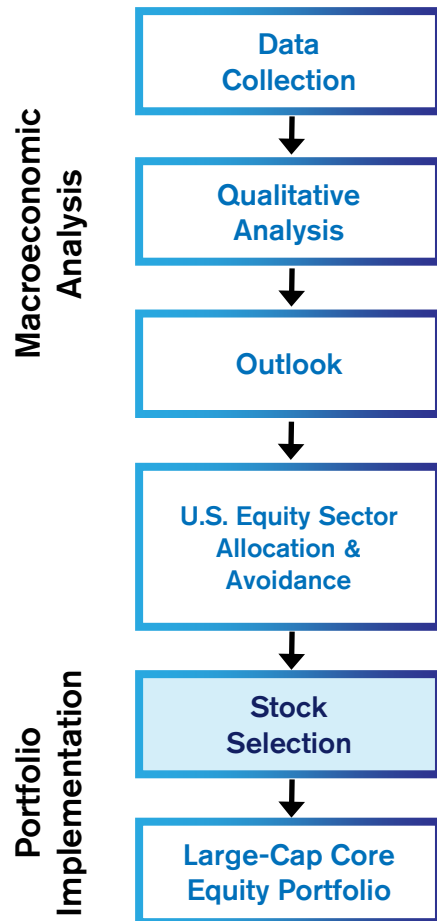 Macroeconomic
Analysis
Data
Collection
Qualitative
Analysis
Outlook
U.S. Equity Sector
Allocation &
Avoidance
Portfolio
Implementation
Stock
Selection
Large-Cap Core
Equity Portfolio